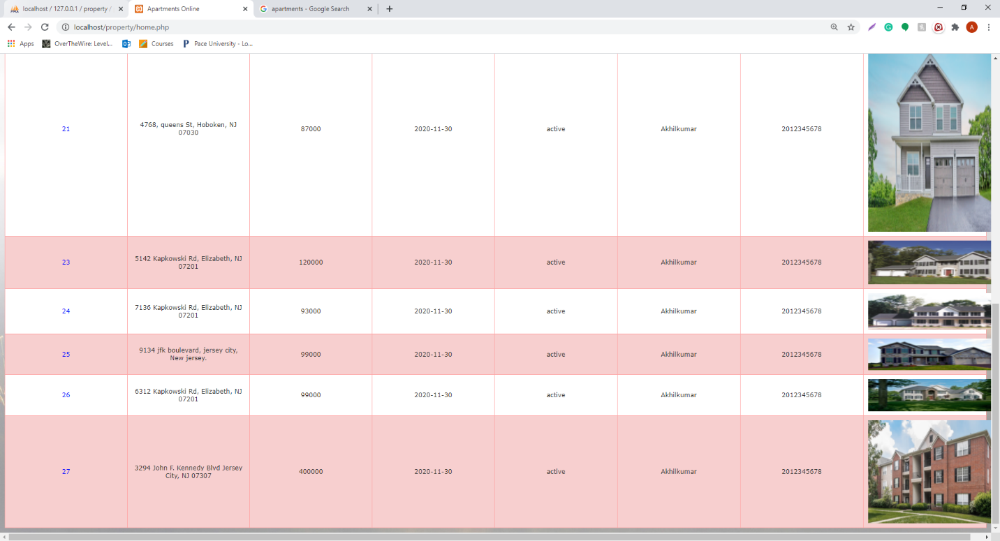 localhost / 127.0.0.1 / property /
Apartments Online
apartments - Google Search
localhost/property/home.php
A
Apps
OverTheWire: Level...
Courses
Pace University - Lo...
21
4768, queens St, Hoboken, NJ
07030
87000
2020-11-30
active
Akhilkumar
2012345678
23
5142 Kapkowski Rd, Elizabeth, NJ
07201
120000
2020-11-30
active
Akhilkumar
2012345678
24
7136 Kapkowski Rd, Elizabeth, NJ
07201
93000
2020-11-30
active
Akhilkumar
2012345678
25
9134 jfk boulevard, jersey city,
New jersey.
99000
2020-11-30
active
Akhilkumar
2012345678
26
6312 Kapkowski Rd, Elizabeth, NJ
07201
99000
2020-11-30
active
Akhilkumar
2012345678
27
3294 John F. Kennedy Blvd Jersey
City, NJ 07307
400000
2020-11-30
active
Akhilkumar
2012345678